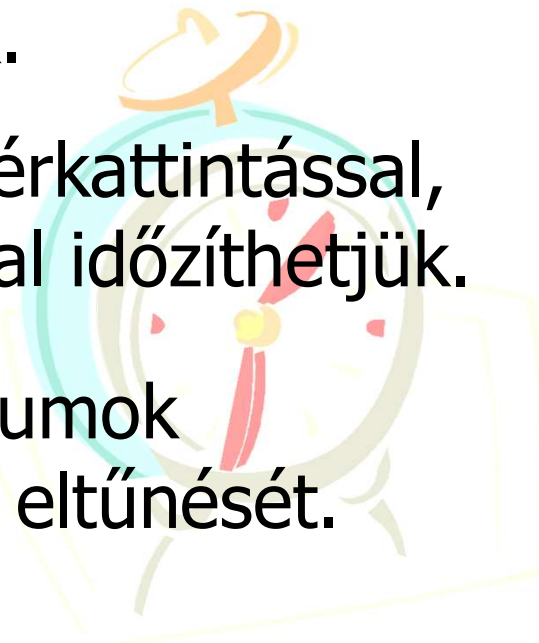 .
érkattintással,
al időzíthetjük.
umok
eltűnését.